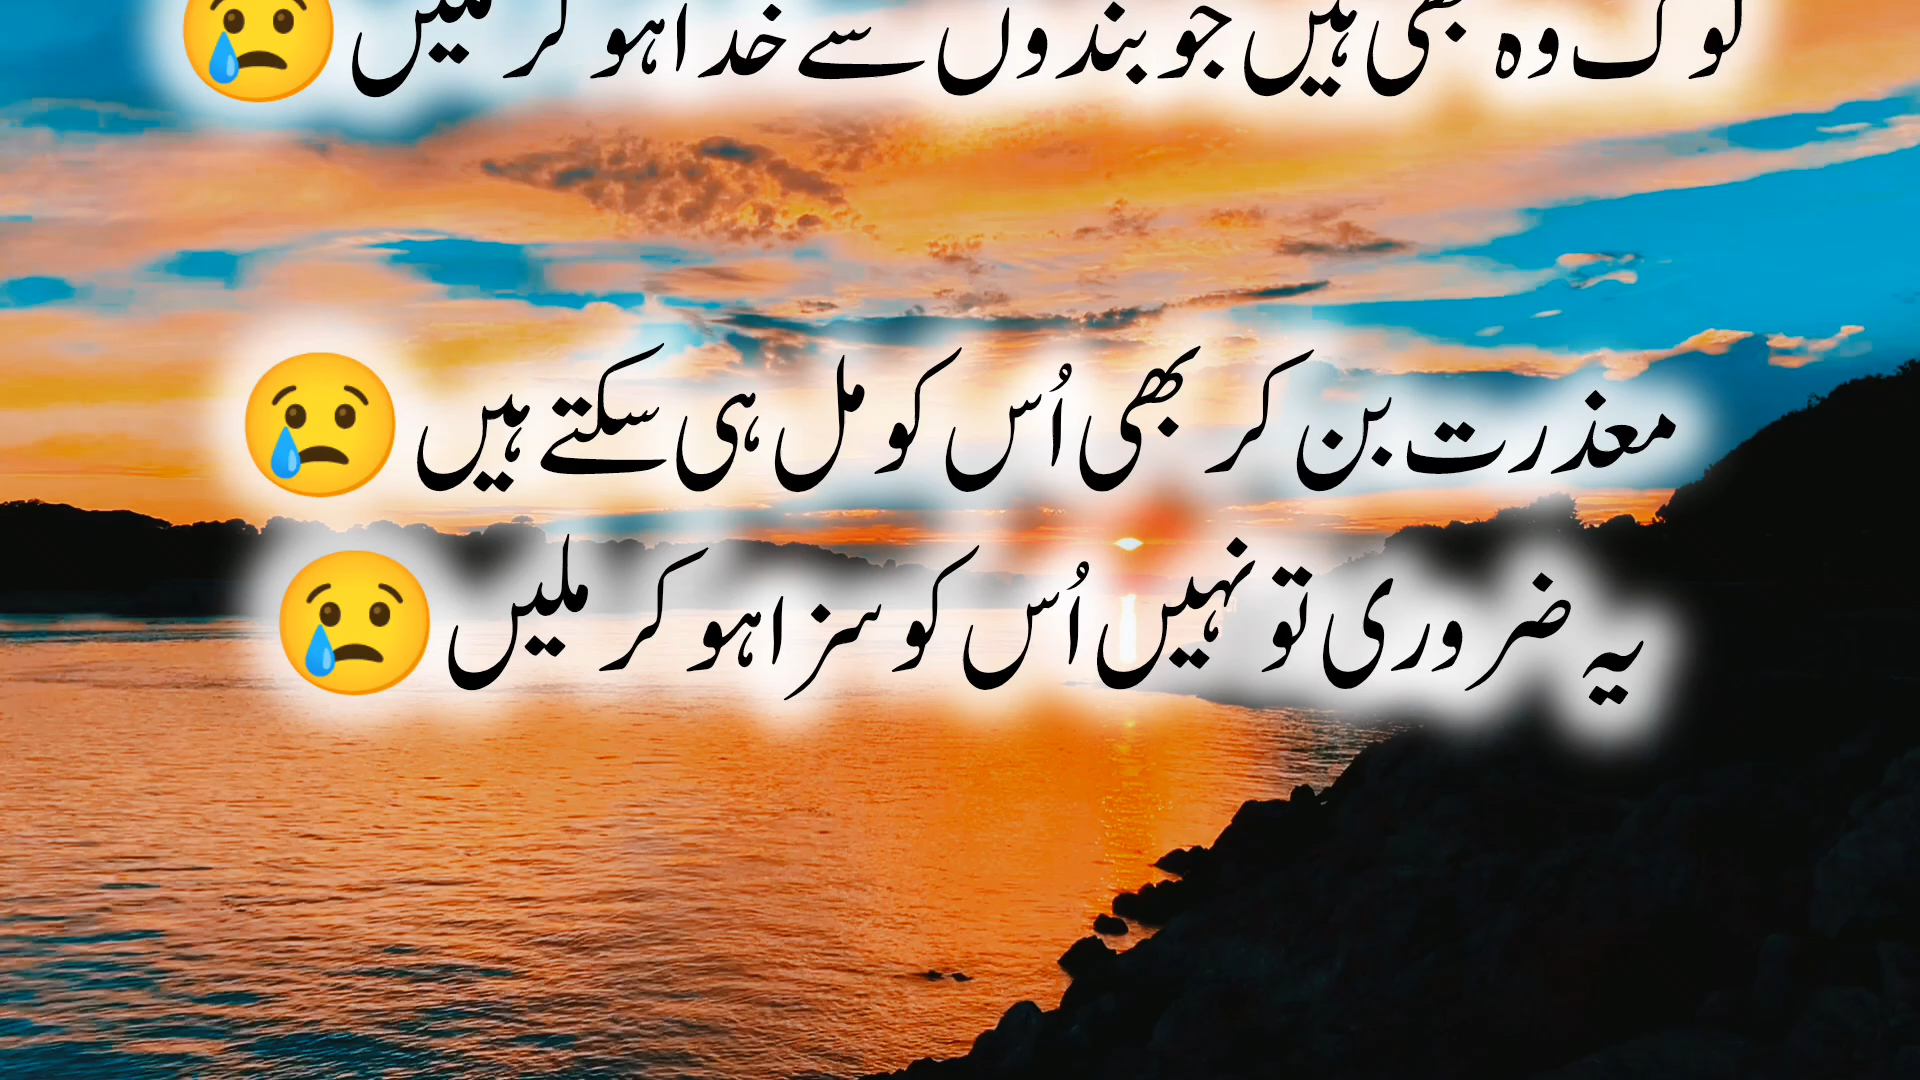 لوگ وہ بھی ہیں جو بندوں سے خدا ہو کر ملیں 😢
معذرت بن کر بھی اُس کو مل ہی سکتے ہیں 😢
یہ ضروری تو نہیں اُس کو سزا ہو کر ملیں 😢